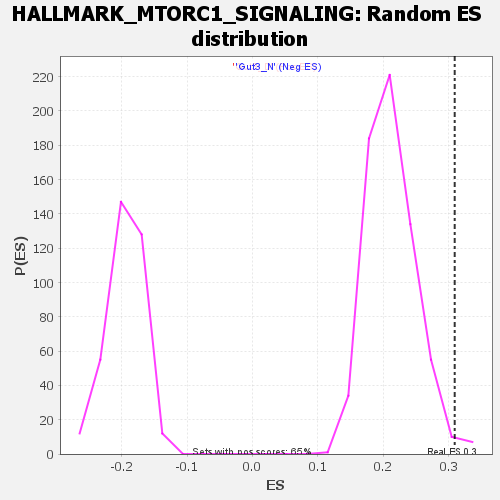 HALLMARK_MTORC1_SIGNALING: Random ES
distribution
"Gut3_N' (Neg ES)
220
200
180
160
140
120
100
80
60
40
20
0
P(ES)
Sets with pos scores: 65%
Real ES 0.3
-0.2 -0.1 0.0 0.1 0.2 0.3
ES